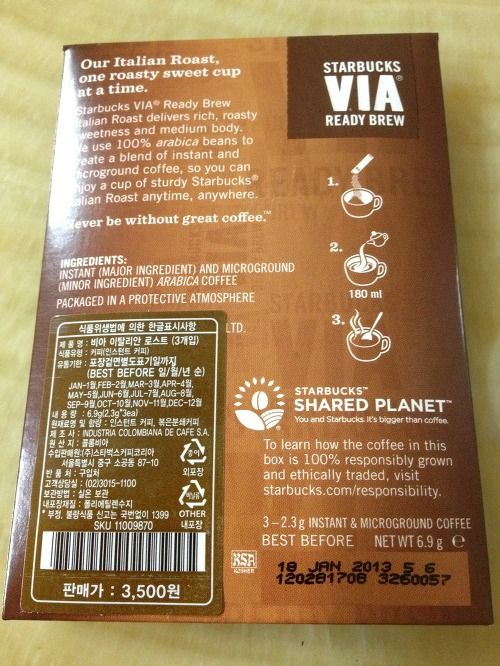 Our Italian Roast,
one roasty sweet cup
at a time.
Starbucks VIA® Ready Brew
Italian Roast delivers rich, roasty
sweetness and medium body.
We use 100% arabica beans to
create a blend of instant and
microground coffee, so you can
enjoy a cup of sturdy Starbucks®
Italian Roast anytime, anywhere.
Never be without great coffee.™
INGREDIENTS:
INSTANT (MAJOR INGREDIENT) AND MICROGROUND
(MINOR INGREDIENT) ARABICA COFFEE
PACKAGED IN A PROTECTIVE ATMOSPHERE
LTD.
STARBUCKS
VIA®
READY BREW
1.
2.
180 ml
3.
식품위생법에 의한 한글표시사항
제 품 명 : 비아 이탈리안 로스트 (3개입)
식품유형 : 커피(인스턴트 커피)
유통기한 : 포장겉면별도표기일까지
(BEST BEFORE 일/월/년 순)
JAN-1월,FEB-2월,MAR-3월,APR-4월,
MAY-5월,JUN-6월,JUL-7월,AUG-8월,
SEP-9월,OCT-10월,NOV-11월,DEC-12월
내 용 량 : 6.9g(2.3g*3ea)
원재료명 및 함량 : 인스턴트 커피, 볶은분쇄커피
제 조 사 : INDUSTRIA COLOMBIANA DE CAFE S.A.
원 산 지 : 콜롬비아
수입판매원:(주)스타벅스커피코리아
서울특별시 중구 소공동 87-10
반 품 처 : 구입처
고객상담실 : (02)3015-1100
보관방법 : 실온 보관
내포장재질 : 폴리에틸렌수지
* 부정, 불량식품 신고는 국번없이 1399
SKU 11009870
종이
외포장
비닐류
OTHER
내포장
판매가 : 3,500원
STARBUCKS™
SHARED PLANET™
You and Starbucks. It's bigger than coffee.
To learn how the coffee in this
box is 100% responsibly grown
and ethically traded, visit
starbucks.com/responsibility.
3 – 2.3 g INSTANT & MICROGROUND COFFEE
BEST BEFORE NET WT 6.9 g e
KSA
KOSHER
18 JAN 2013 5 6
120281708 3260057